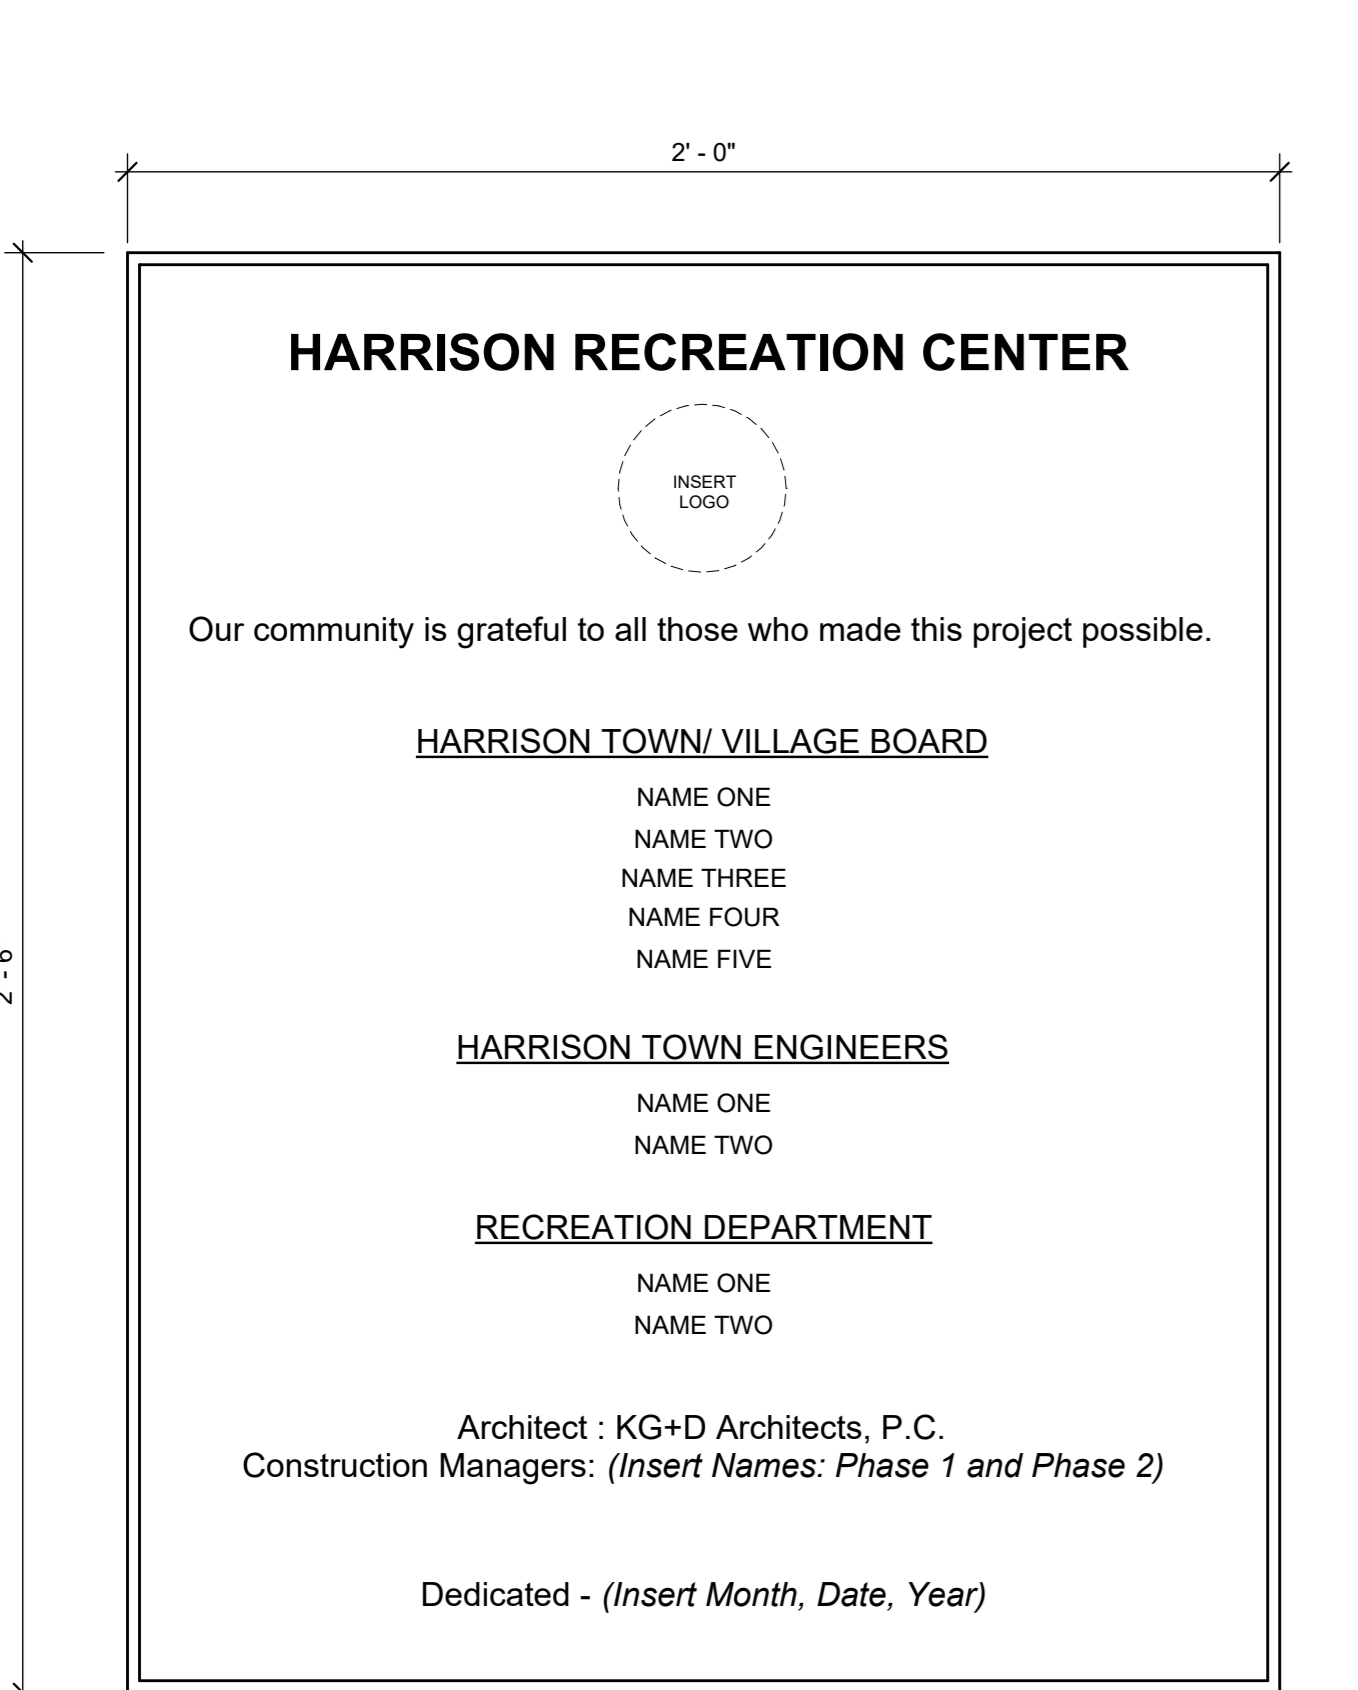 2' - 0"
HARRISON RECREATION CENTER
INSERT
LOGO
Our community is grateful to all those who made this project possible.
HARRISON TOWN/ VILLAGE BOARD
NAME ONE
NAME TWO
NAME THREE
NAME FOUR
NAME FIVE
2' - 6
HARRISON TOWN ENGINEERS
NAME ONE
NAME TWO
RECREATION DEPARTMENT
NAME ONE
NAME TWO
Architect : KG+D Architects, P.C.
Construction Managers: (Insert Names: Phase 1 and Phase 2)
Dedicated - (Insert Month, Date, Year)